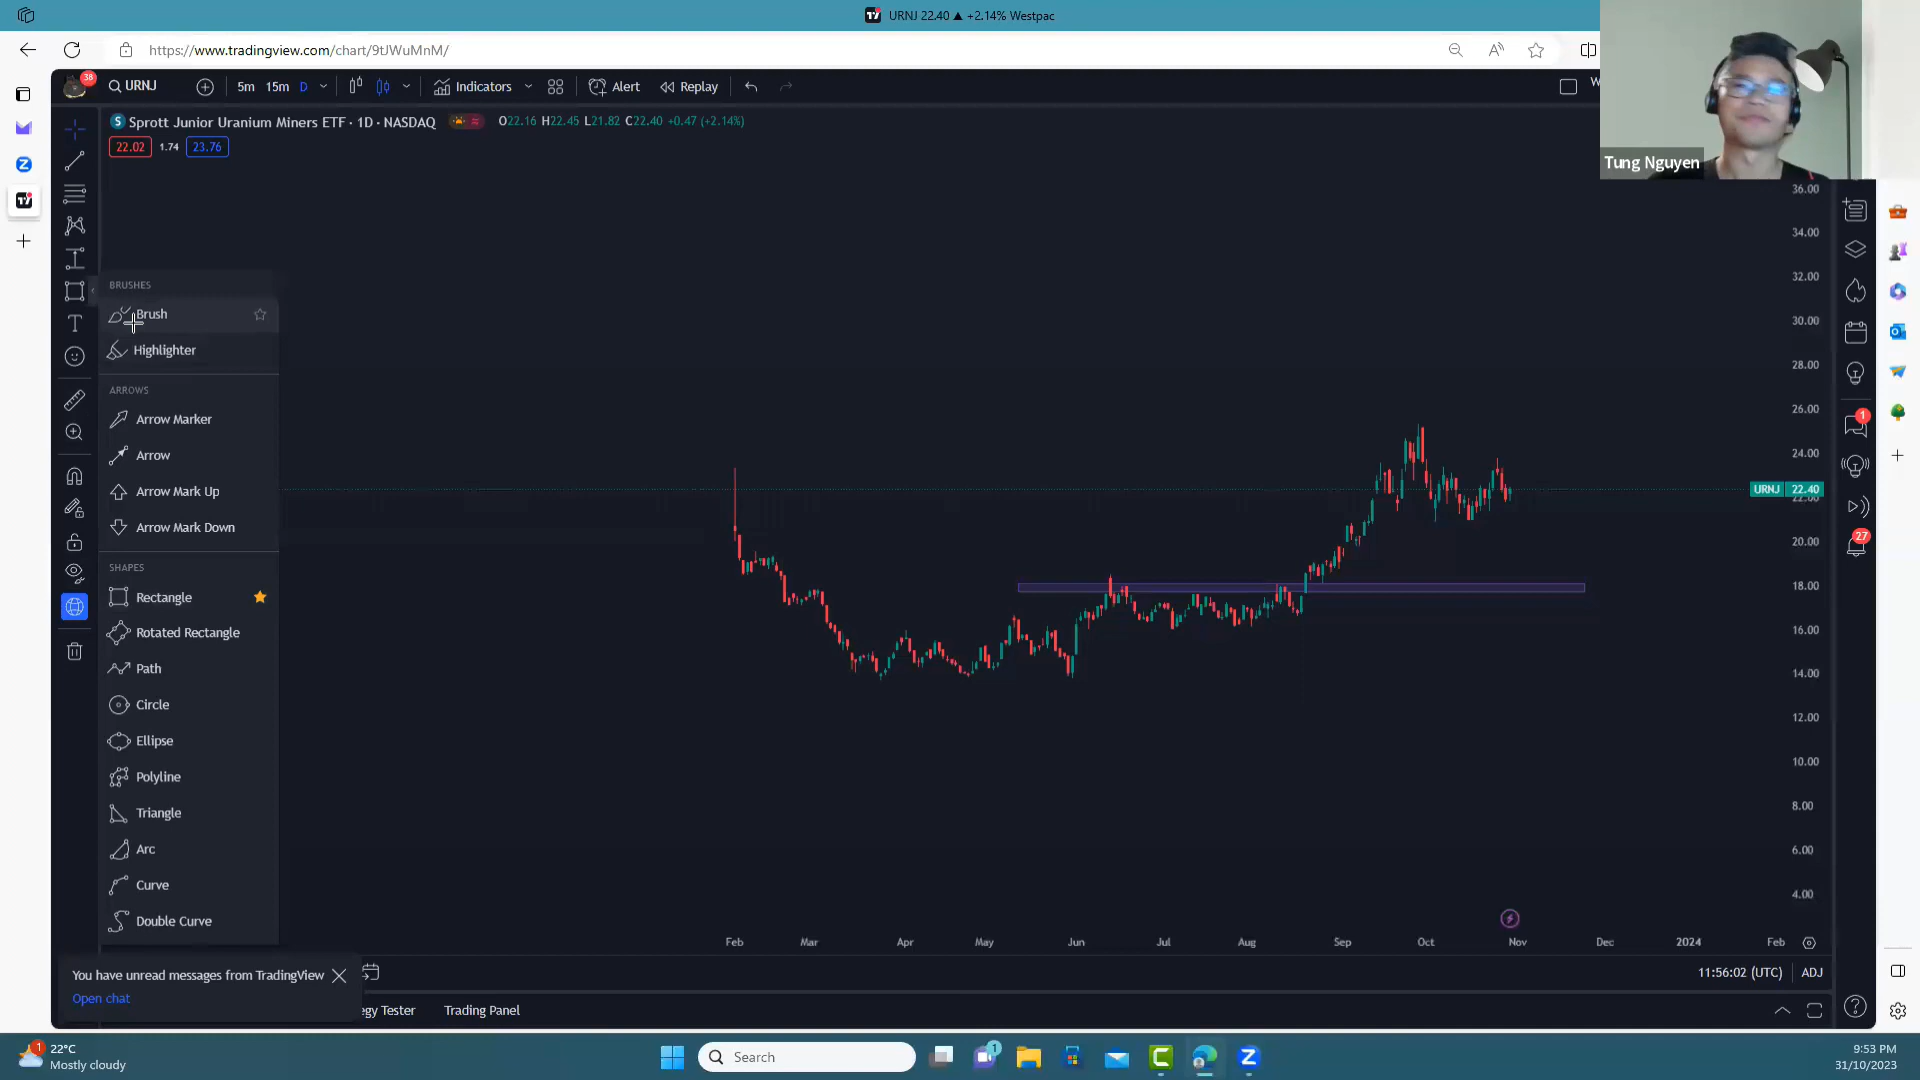 URNJ 22.40 ▲ +2.14% Westpac
https://www.tradingview.com/chart/9tJWuMnM/
38
URNJ
5m 15m D
Indicators
Alert
Replay
W
Sprott Junior Uranium Miners ETF · 1D · NASDAQ
O22.16 H22.45 L21.82 C22.40 +0.47 (+2.14%)
22.02 1.74 23.76
Tung Nguyen
BRUSHES
Brush
Highlighter
ARROWS
Arrow Marker
Arrow
Arrow Mark Up
Arrow Mark Down
SHAPES
Rectangle
Rotated Rectangle
Path
Circle
Ellipse
Polyline
Triangle
Arc
Curve
Double Curve
36.00
34.00
32.00
30.00
28.00
26.00
24.00
URNJ 22.40
22.00
20.00
18.00
16.00
14.00
12.00
10.00
8.00
6.00
4.00
1
27
Feb Mar Apr May Jun Jul Aug Sep Oct Nov Dec 2024 Feb
You have unread messages from TradingView
Open chat
11:56:02 (UTC) ADJ
egy Tester Trading Panel
1
22°C
Mostly cloudy
Search
1
9:53 PM
31/10/2023